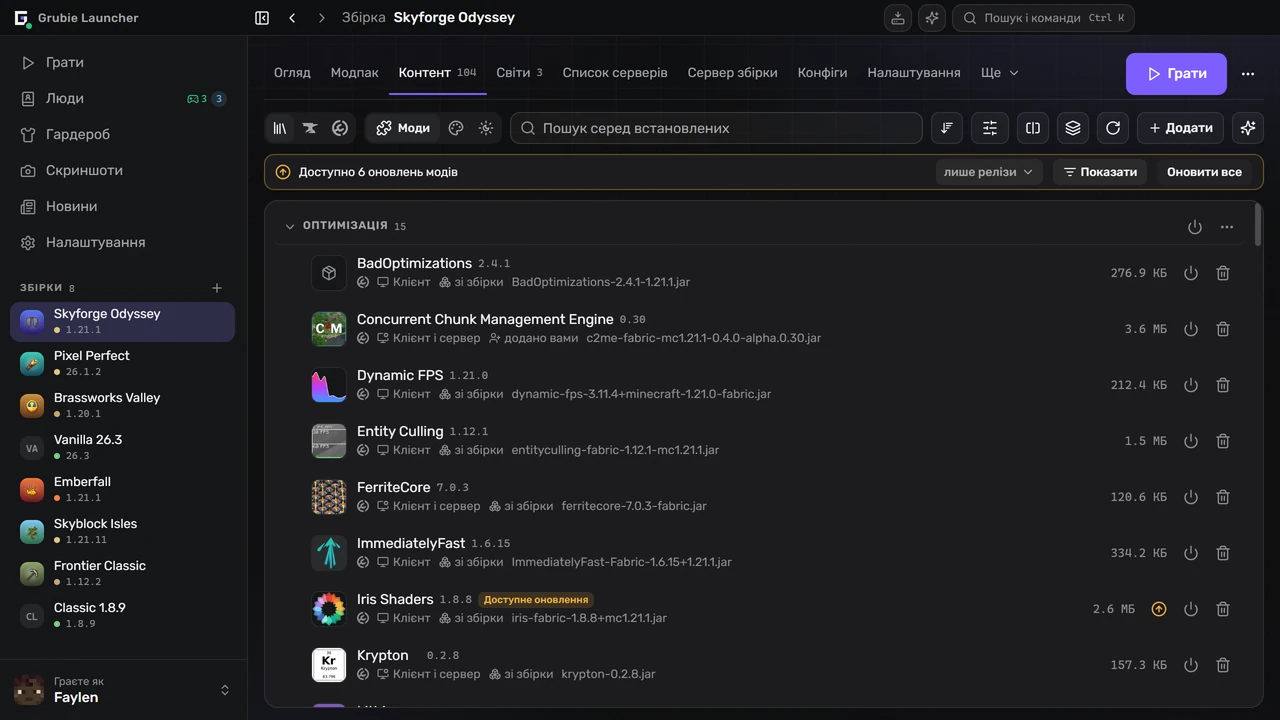 Grubie Launcher
Збірка Skyforge Odyssey
Пошук і команди Ctrl K
Грати
Люди 3 3
Гардероб
Скриншоти
Новини
Налаштування
ЗБІРКИ 8
Skyforge Odyssey
1.21.1
Pixel Perfect
26.1.2
Brassworks Valley
1.20.1
VA
Vanilla 26.3
26.3
Emberfall
1.21.1
Skyblock Isles
1.21.11
Frontier Classic
1.12.2
CL
Classic 1.8.9
1.8.9
Граєте як
Faylen
Огляд Модпак Контент 104 Світи 3 Список серверів Сервер збірки Конфіги Налаштування Ще
Грати
Моди
Пошук серед встановлених
Додати
Доступно 6 оновлень модів
лише релізи Показати Оновити все
ОПТИМІЗАЦІЯ 15
BadOptimizations 2.4.1
Клієнт зі збірки BadOptimizations-2.4.1-1.21.1.jar
276.9 КБ
Concurrent Chunk Management Engine 0.30
Клієнт і сервер додано вами c2me-fabric-mc1.21.1-0.4.0-alpha.0.30.jar
3.6 МБ
Dynamic FPS 1.21.0
Клієнт зі збірки dynamic-fps-3.11.4+minecraft-1.21.0-fabric.jar
212.4 КБ
Entity Culling 1.12.1
Клієнт зі збірки entityculling-fabric-1.12.1-mc1.21.1.jar
1.5 МБ
FerriteCore 7.0.3
Клієнт і сервер зі збірки ferritecore-7.0.3-fabric.jar
120.6 КБ
ImmediatelyFast 1.6.15
Клієнт зі збірки ImmediatelyFast-Fabric-1.6.15+1.21.1.jar
334.2 КБ
Iris Shaders 1.8.8 Доступне оновлення
Клієнт зі збірки iris-fabric-1.8.8+mc1.21.1.jar
2.6 МБ
Kr
Krypton
Krypton 0.2.8
Клієнт і сервер зі збірки krypton-0.2.8.jar
157.3 КБ